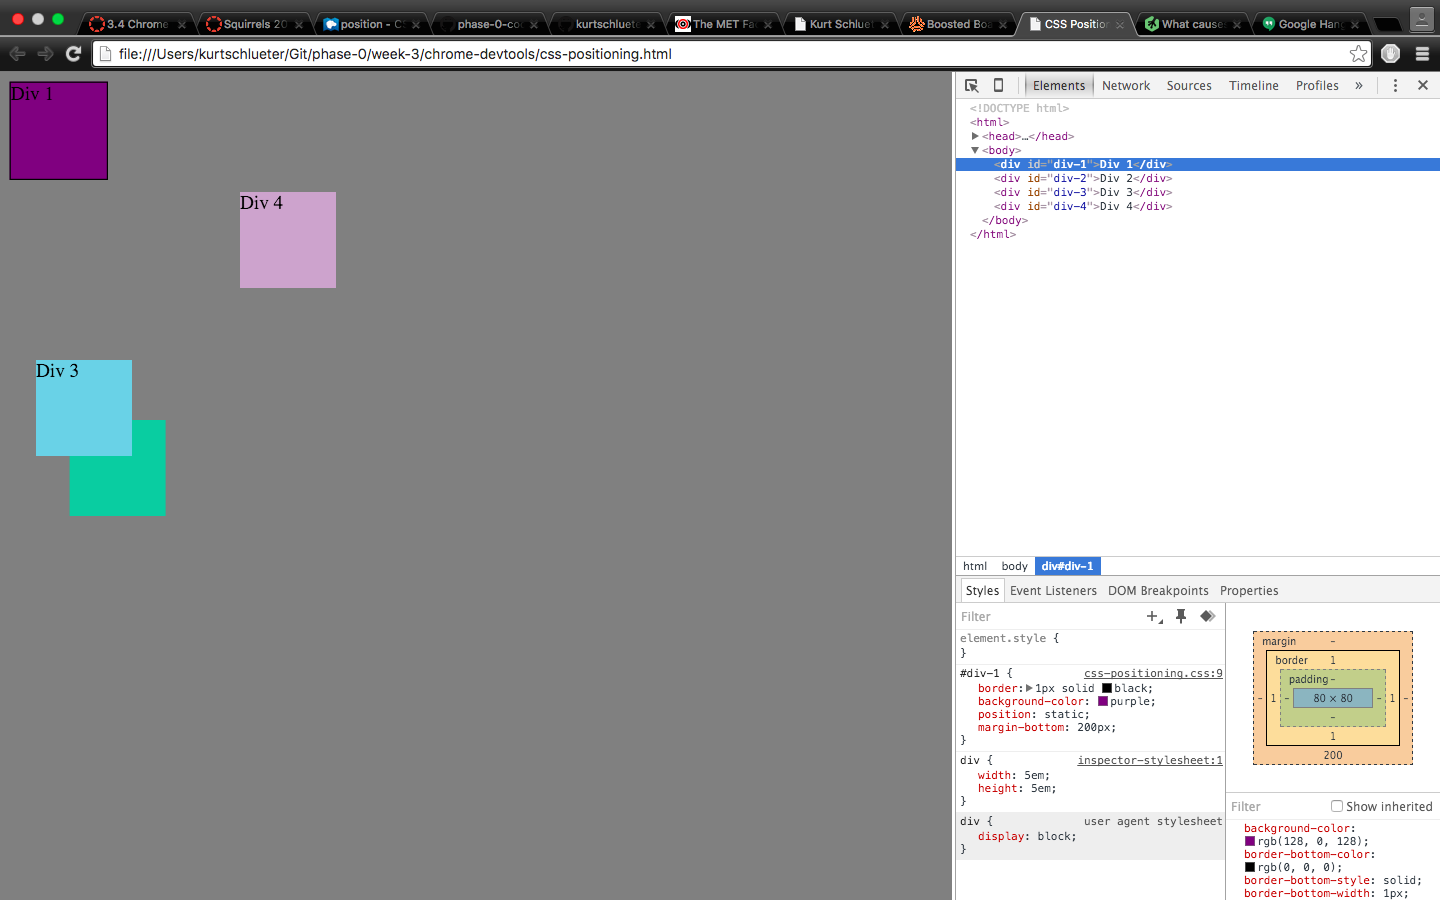 3.4 Chrome
Squirrels 20
position - C
phase-0-co
kurtschluete
The MET Fa
Kurt Schluet
Boosted Boa
CSS Position
What cause
Google Hang
file:///Users/kurtschlueter/Git/phase-0/week-3/chrome-devtools/css-positioning.html
Div 1
Div 4
Div 3
Elements Network Sources Timeline Profiles »
<!DOCTYPE html>
<html>
<head>…</head>
<body>
<div id="div-1">Div 1</div>
<div id="div-2">Div 2</div>
<div id="div-3">Div 3</div>
<div id="div-4">Div 4</div>
</body>
</html>
html body div#div-1
Styles Event Listeners DOM Breakpoints Properties
Filter
element.style {
}
#div-1 { css-positioning.css:9
border: 1px solid black;
background-color: purple;
position: static;
margin-bottom: 200px;
}
div { inspector-stylesheet:1
width: 5em;
height: 5em;
}
div { user agent stylesheet
display: block;
}
margin -
border 1
padding -
- 1 - 80 × 80 - 1 -
-
1
200
Filter Show inherited
background-color:
rgb(128, 0, 128);
border-bottom-color:
rgb(0, 0, 0);
border-bottom-style: solid;
border-bottom-width: 1px;